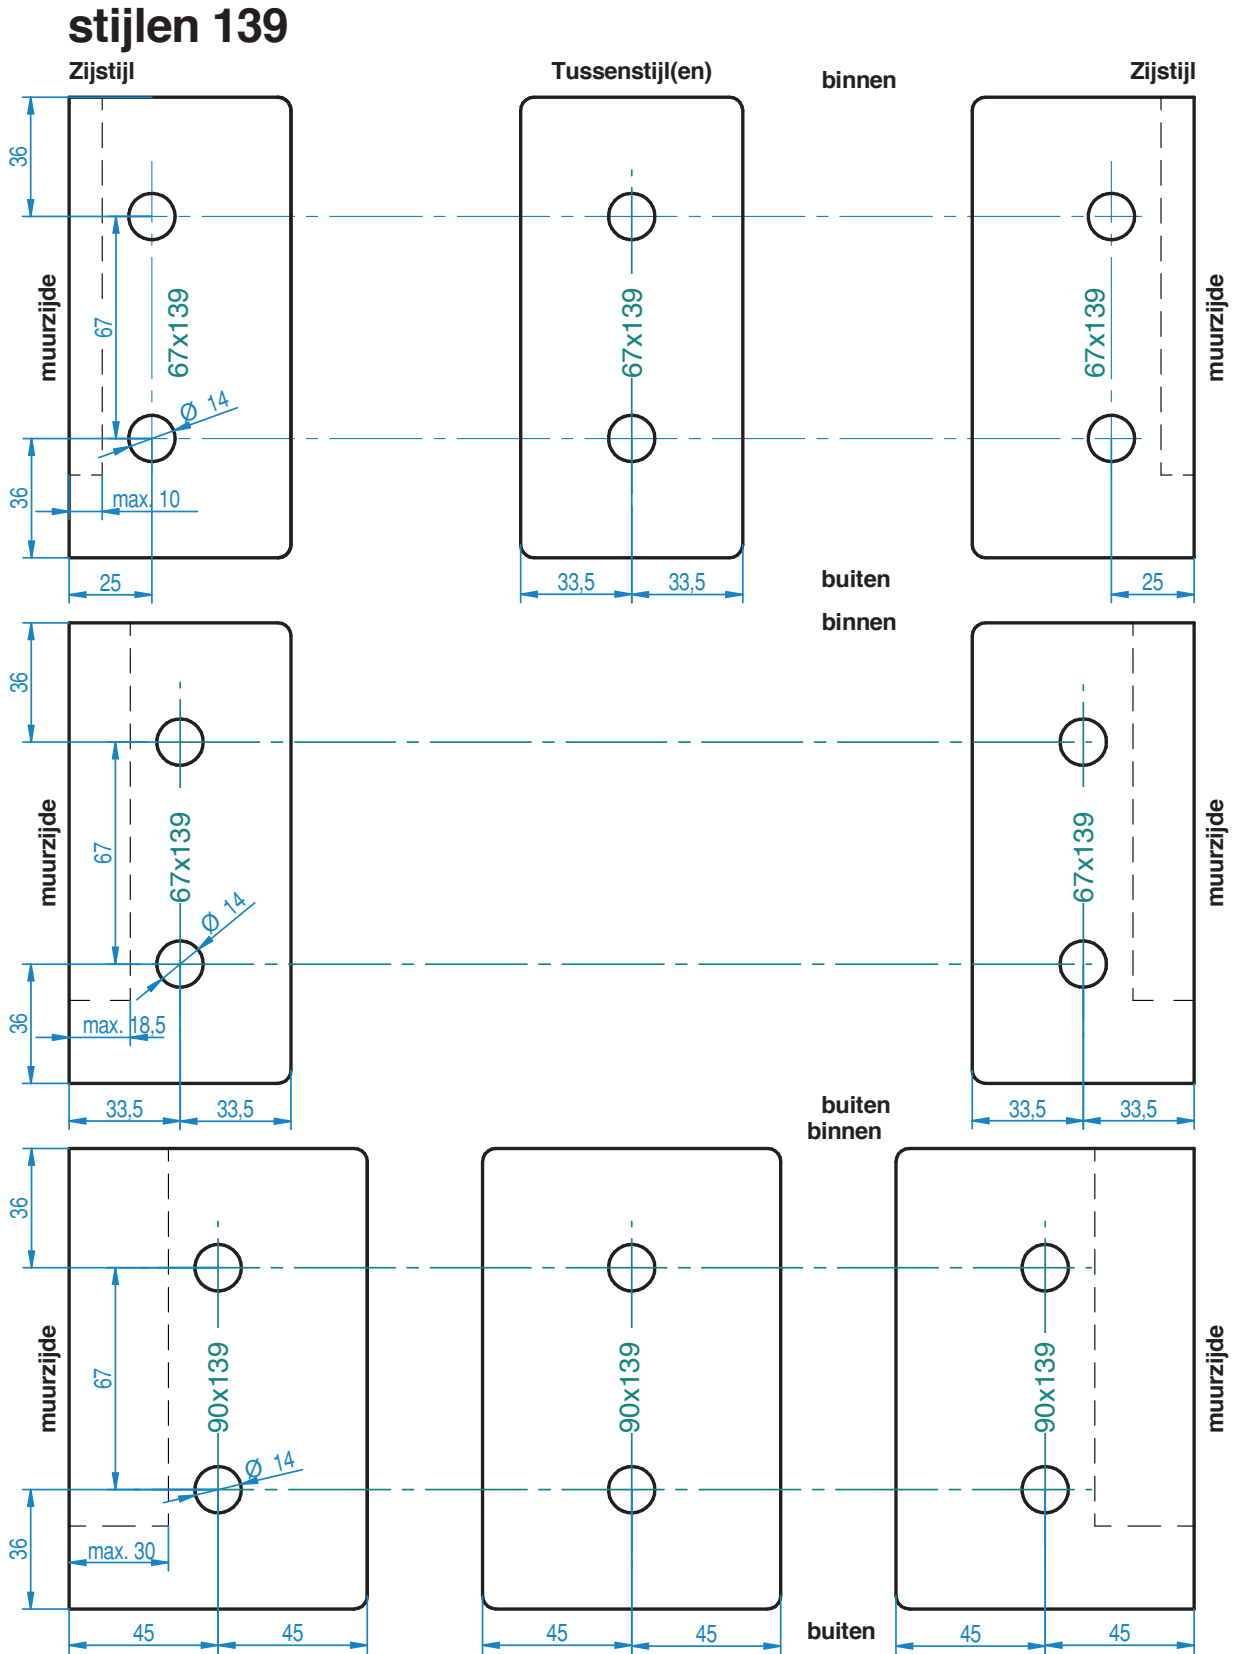 stijlen 139
Zijstijl
Tussenstijl(en)
binnen
Zijstijl
36
67
36
muurzijde
67x139
Ø 14
max. 10
25
67x139
33,5
33,5
67x139
muurzijde
25
buiten
binnen
36
67
36
muurzijde
67x139
Ø 14
max. 18,5
33,5
33,5
67x139
muurzijde
33,5
33,5
buiten
binnen
36
67
36
muurzijde
90x139
Ø 14
max. 30
45
45
90x139
45
45
90x139
muurzijde
45
45
buiten